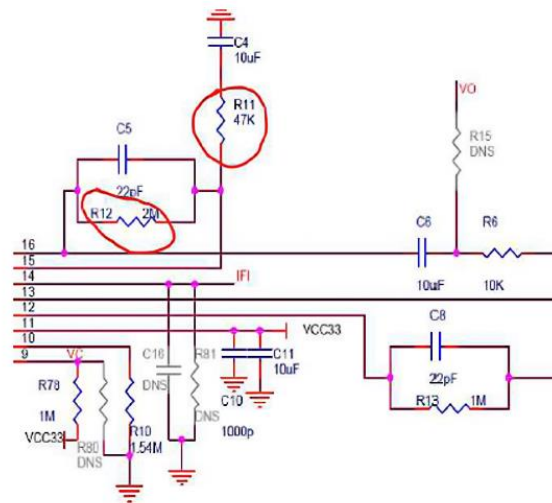 C4
10uF
R11
47K
VO
C5
R15
DNS
22pF
R12 2M
C6
R6
16
15
14 IFI
10uF
10K
13
12
11 VCC33
C8
10
9 VC
C16
R81
C11
10uF
22pF
R78
DNS
DNS
C10
R13 1M
1M
R10
1000p
VCC33
R80
1.54M
DNS